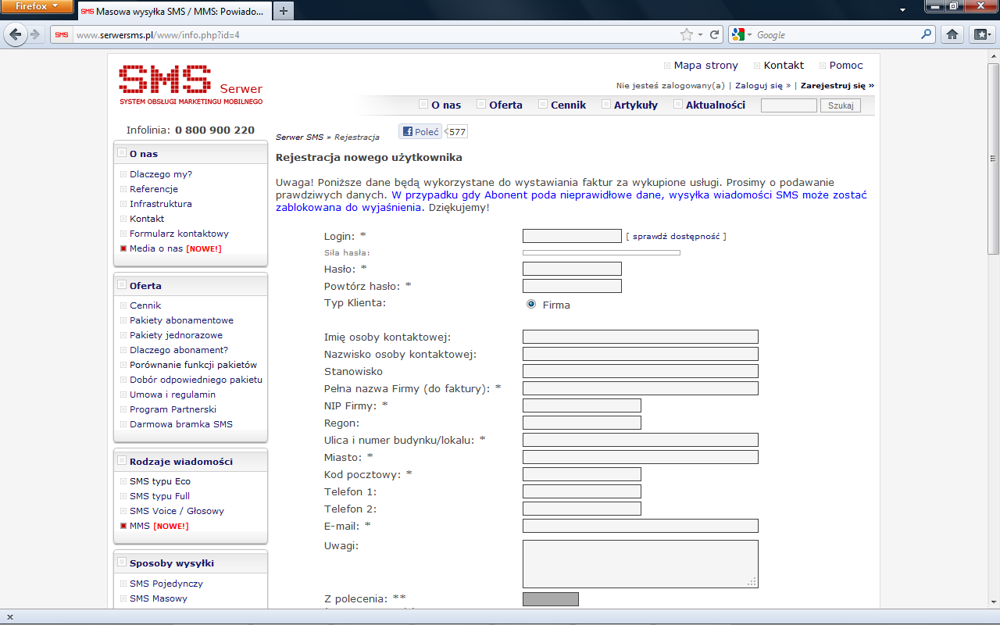 Firefox
SMS Masowa wysyłka SMS / MMS: Powiado...
SMS www.serwersms.pl/www/info.php?id=4
Google
SMS Serwer
SYSTEM OBSŁUGI MARKETINGU MOBILNEGO
Mapa strony Kontakt Pomoc
Nie jesteś zalogowany(a) | Zaloguj się » | Zarejestruj się »
O nas Oferta Cennik Artykuły Aktualności Szukaj
Infolinia: 0 800 900 220
O nas
Dlaczego my?
Referencje
Infrastruktura
Kontakt
Formularz kontaktowy
Media o nas [NOWE!]
Oferta
Cennik
Pakiety abonamentowe
Pakiety jednorazowe
Dlaczego abonament?
Porównanie funkcji pakietów
Dobór odpowiedniego pakietu
Umowa i regulamin
Program Partnerski
Darmowa bramka SMS
Rodzaje wiadomości
SMS typu Eco
SMS typu Full
SMS Voice / Głosowy
MMS [NOWE!]
Sposoby wysyłki
SMS Pojedynczy
SMS Masowy
Serwer SMS » Rejestracja
Poleć 577
Rejestracja nowego użytkownika
Uwaga! Poniższe dane będą wykorzystane do wystawiania faktur za wykupione usługi. Prosimy o podawanie
prawdziwych danych. W przypadku gdy Abonent poda nieprawidłowe dane, wysyłka wiadomości SMS może zostać
zablokowana do wyjaśnienia. Dziękujemy!
Login: * [ sprawdź dostępność ]
Siła hasła:
Hasło: *
Powtórz hasło: *
Typ Klienta: Firma
Imię osoby kontaktowej:
Nazwisko osoby kontaktowej:
Stanowisko
Pełna nazwa Firmy (do faktury): *
NIP Firmy: *
Regon:
Ulica i numer budynku/lokalu: *
Miasto: *
Kod pocztowy: *
Telefon 1:
Telefon 2:
E-mail: *
Uwagi:
Z polecenia: **